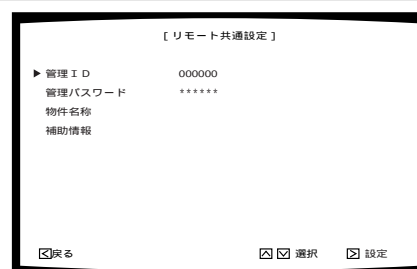 [リモート共通設定]
▶ 管理ID 000000
管理パスワード ******
物件名称
補助情報
<戻る ∧ ∨ 選択 > 設定